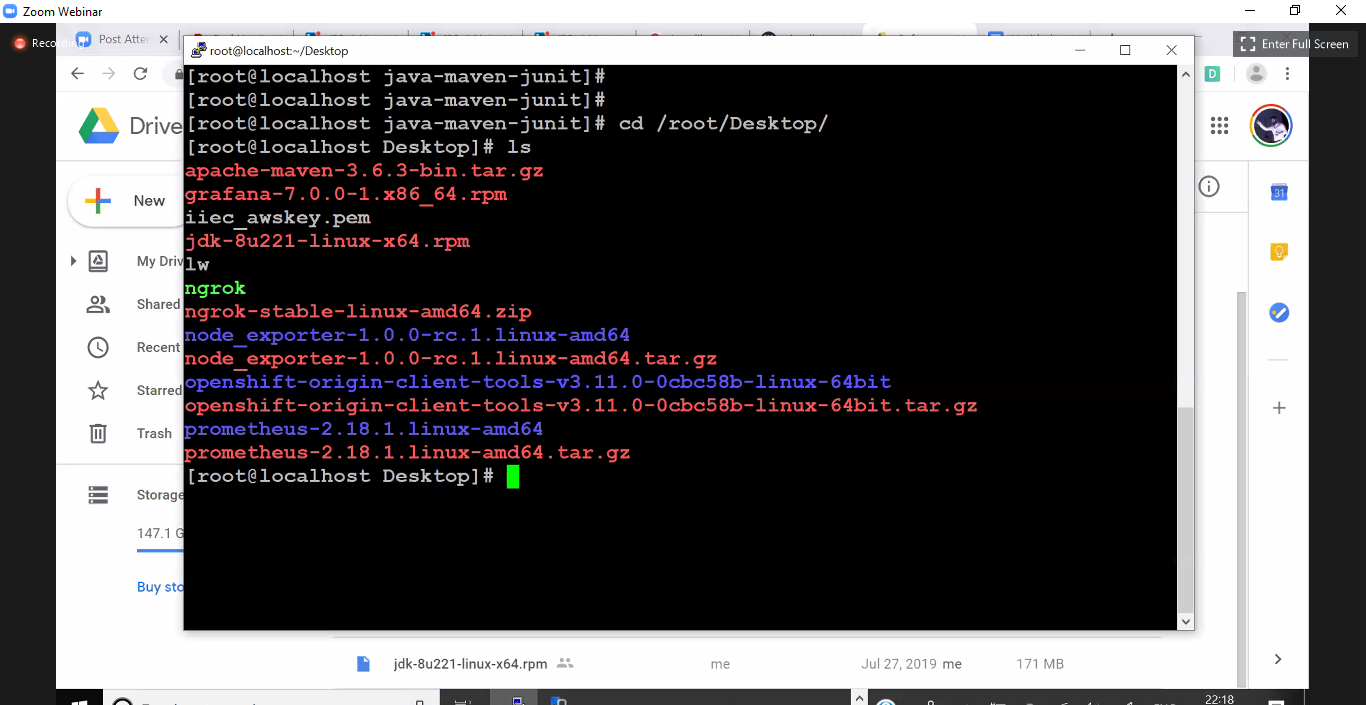 Zoom Webinar
Recording
Post Atter
root@localhost:~/Desktop
Enter Full Screen
[root@localhost java-maven-junit]#
[root@localhost java-maven-junit]#
[root@localhost java-maven-junit]# cd /root/Desktop/
[root@localhost Desktop]# ls
apache-maven-3.6.3-bin.tar.gz
grafana-7.0.0-1.x86_64.rpm
iiec_awskey.pem
jdk-8u221-linux-x64.rpm
lw
ngrok
ngrok-stable-linux-amd64.zip
node_exporter-1.0.0-rc.1.linux-amd64
node_exporter-1.0.0-rc.1.linux-amd64.tar.gz
openshift-origin-client-tools-v3.11.0-0cbc58b-linux-64bit
openshift-origin-client-tools-v3.11.0-0cbc58b-linux-64bit.tar.gz
prometheus-2.18.1.linux-amd64
prometheus-2.18.1.linux-amd64.tar.gz
[root@localhost Desktop]#
Drive
New
My Driv
Shared
Recent
Starred
Trash
Storage
147.1 G
Buy sto
D
31
jdk-8u221-linux-x64.rpm me Jul 27, 2019 me 171 MB
22:18